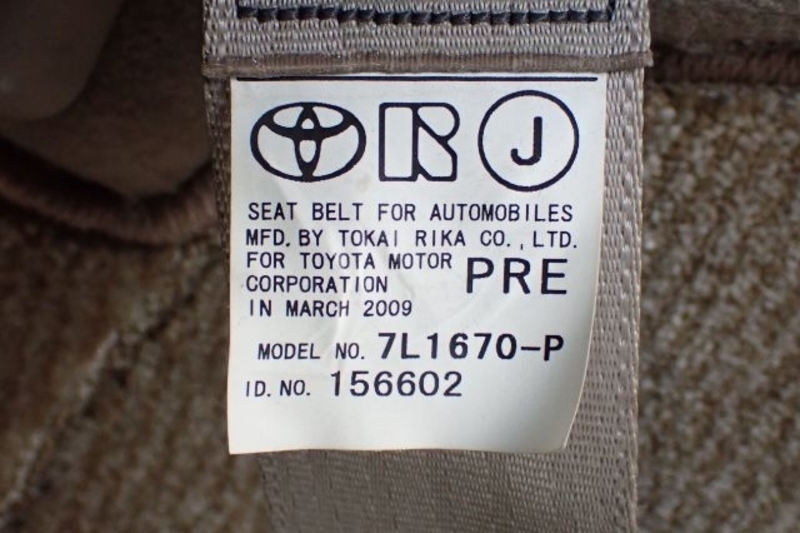 R J
SEAT BELT FOR AUTOMOBILES
MFD. BY TOKAI RIKA CO., LTD.
FOR TOYOTA MOTOR
CORPORATION PRE
IN MARCH 2009
MODEL NO. 7L1670-P
ID. NO. 156602